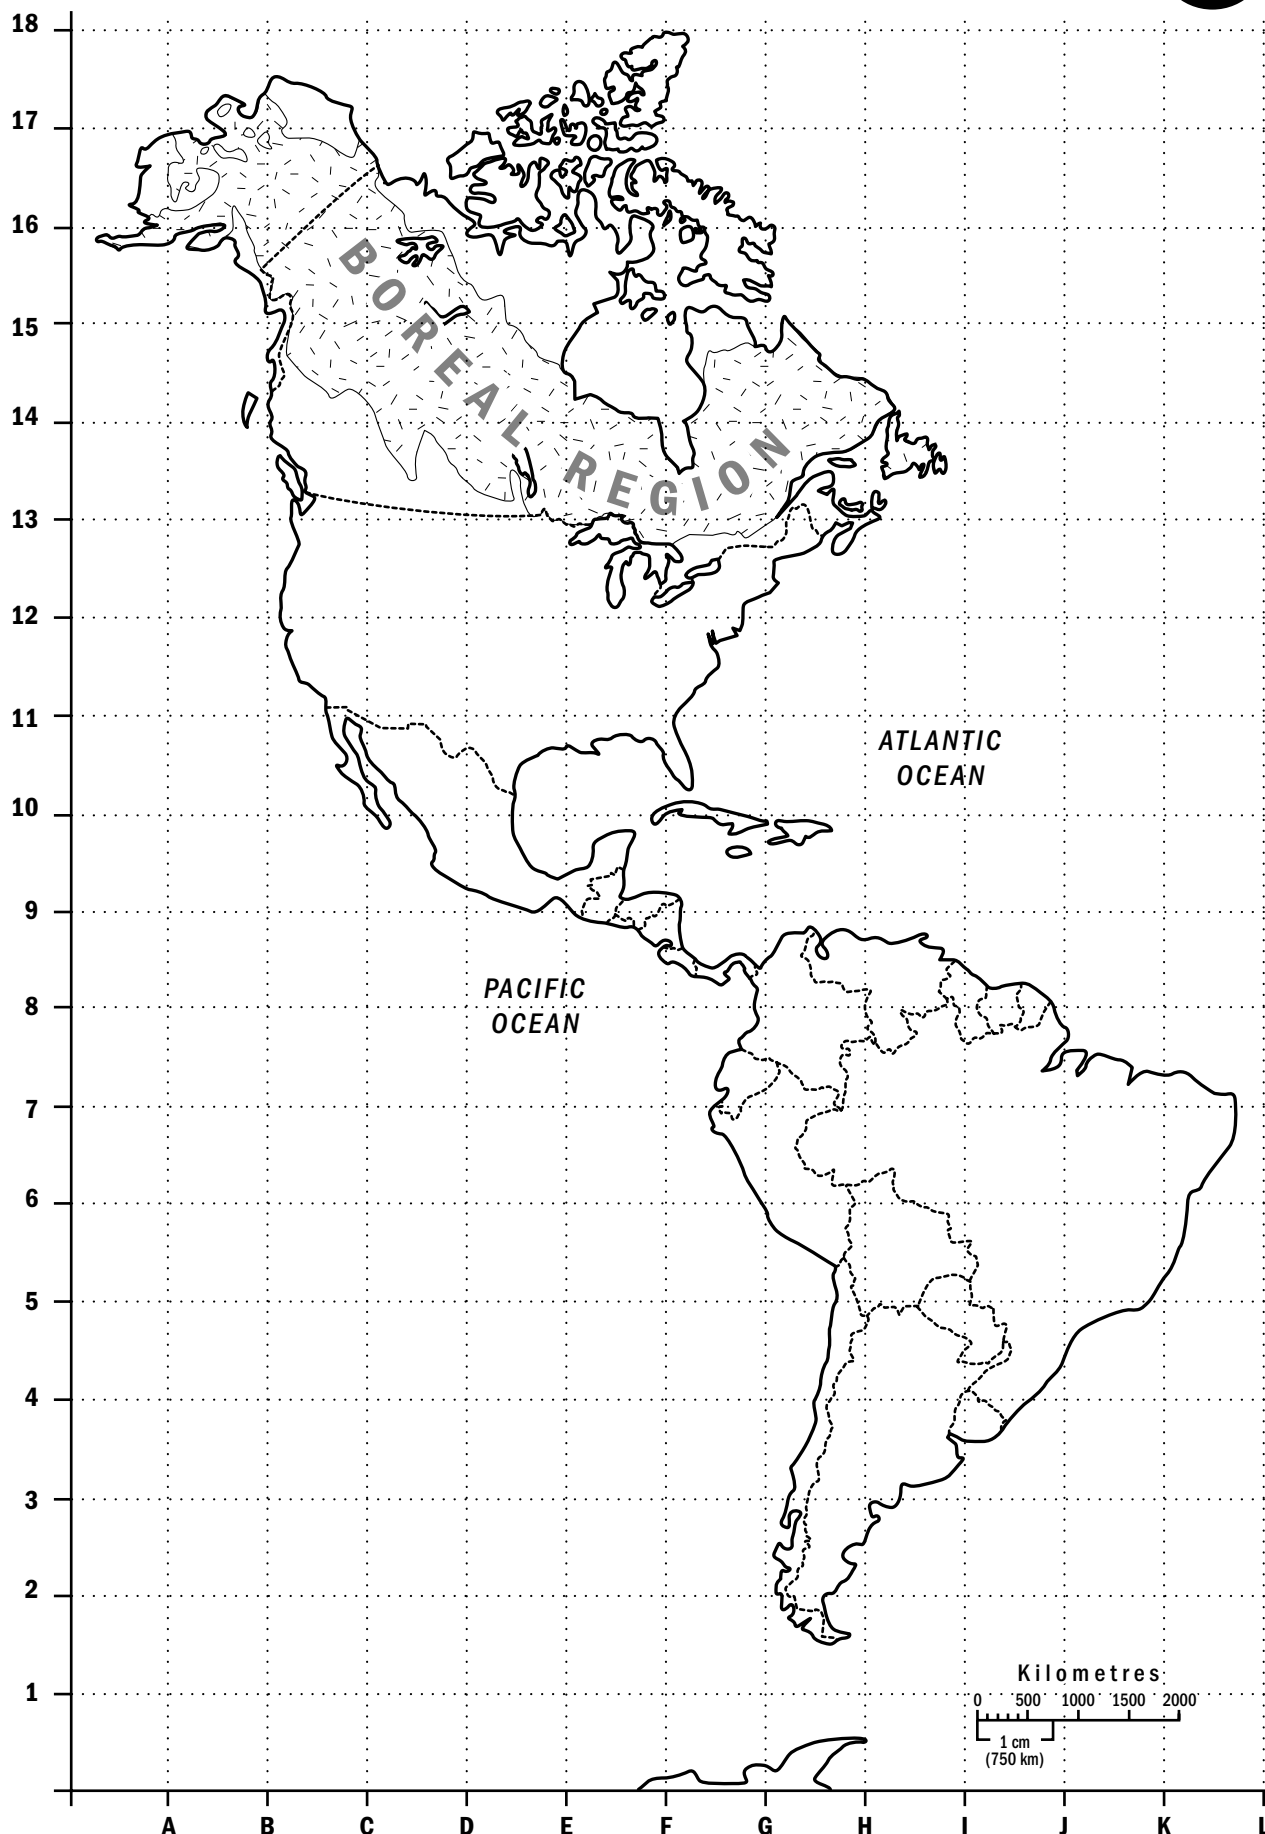 18
17
16
15
14
13
12
11
10
9
8
7
6
5
4
3
2
1
BOREAL REGION
ATLANTIC
OCEAN
PACIFIC
OCEAN
Kilometres
0 500 1000 1500 2000
1 cm
(750 km)
A B C D E F G H I J K L